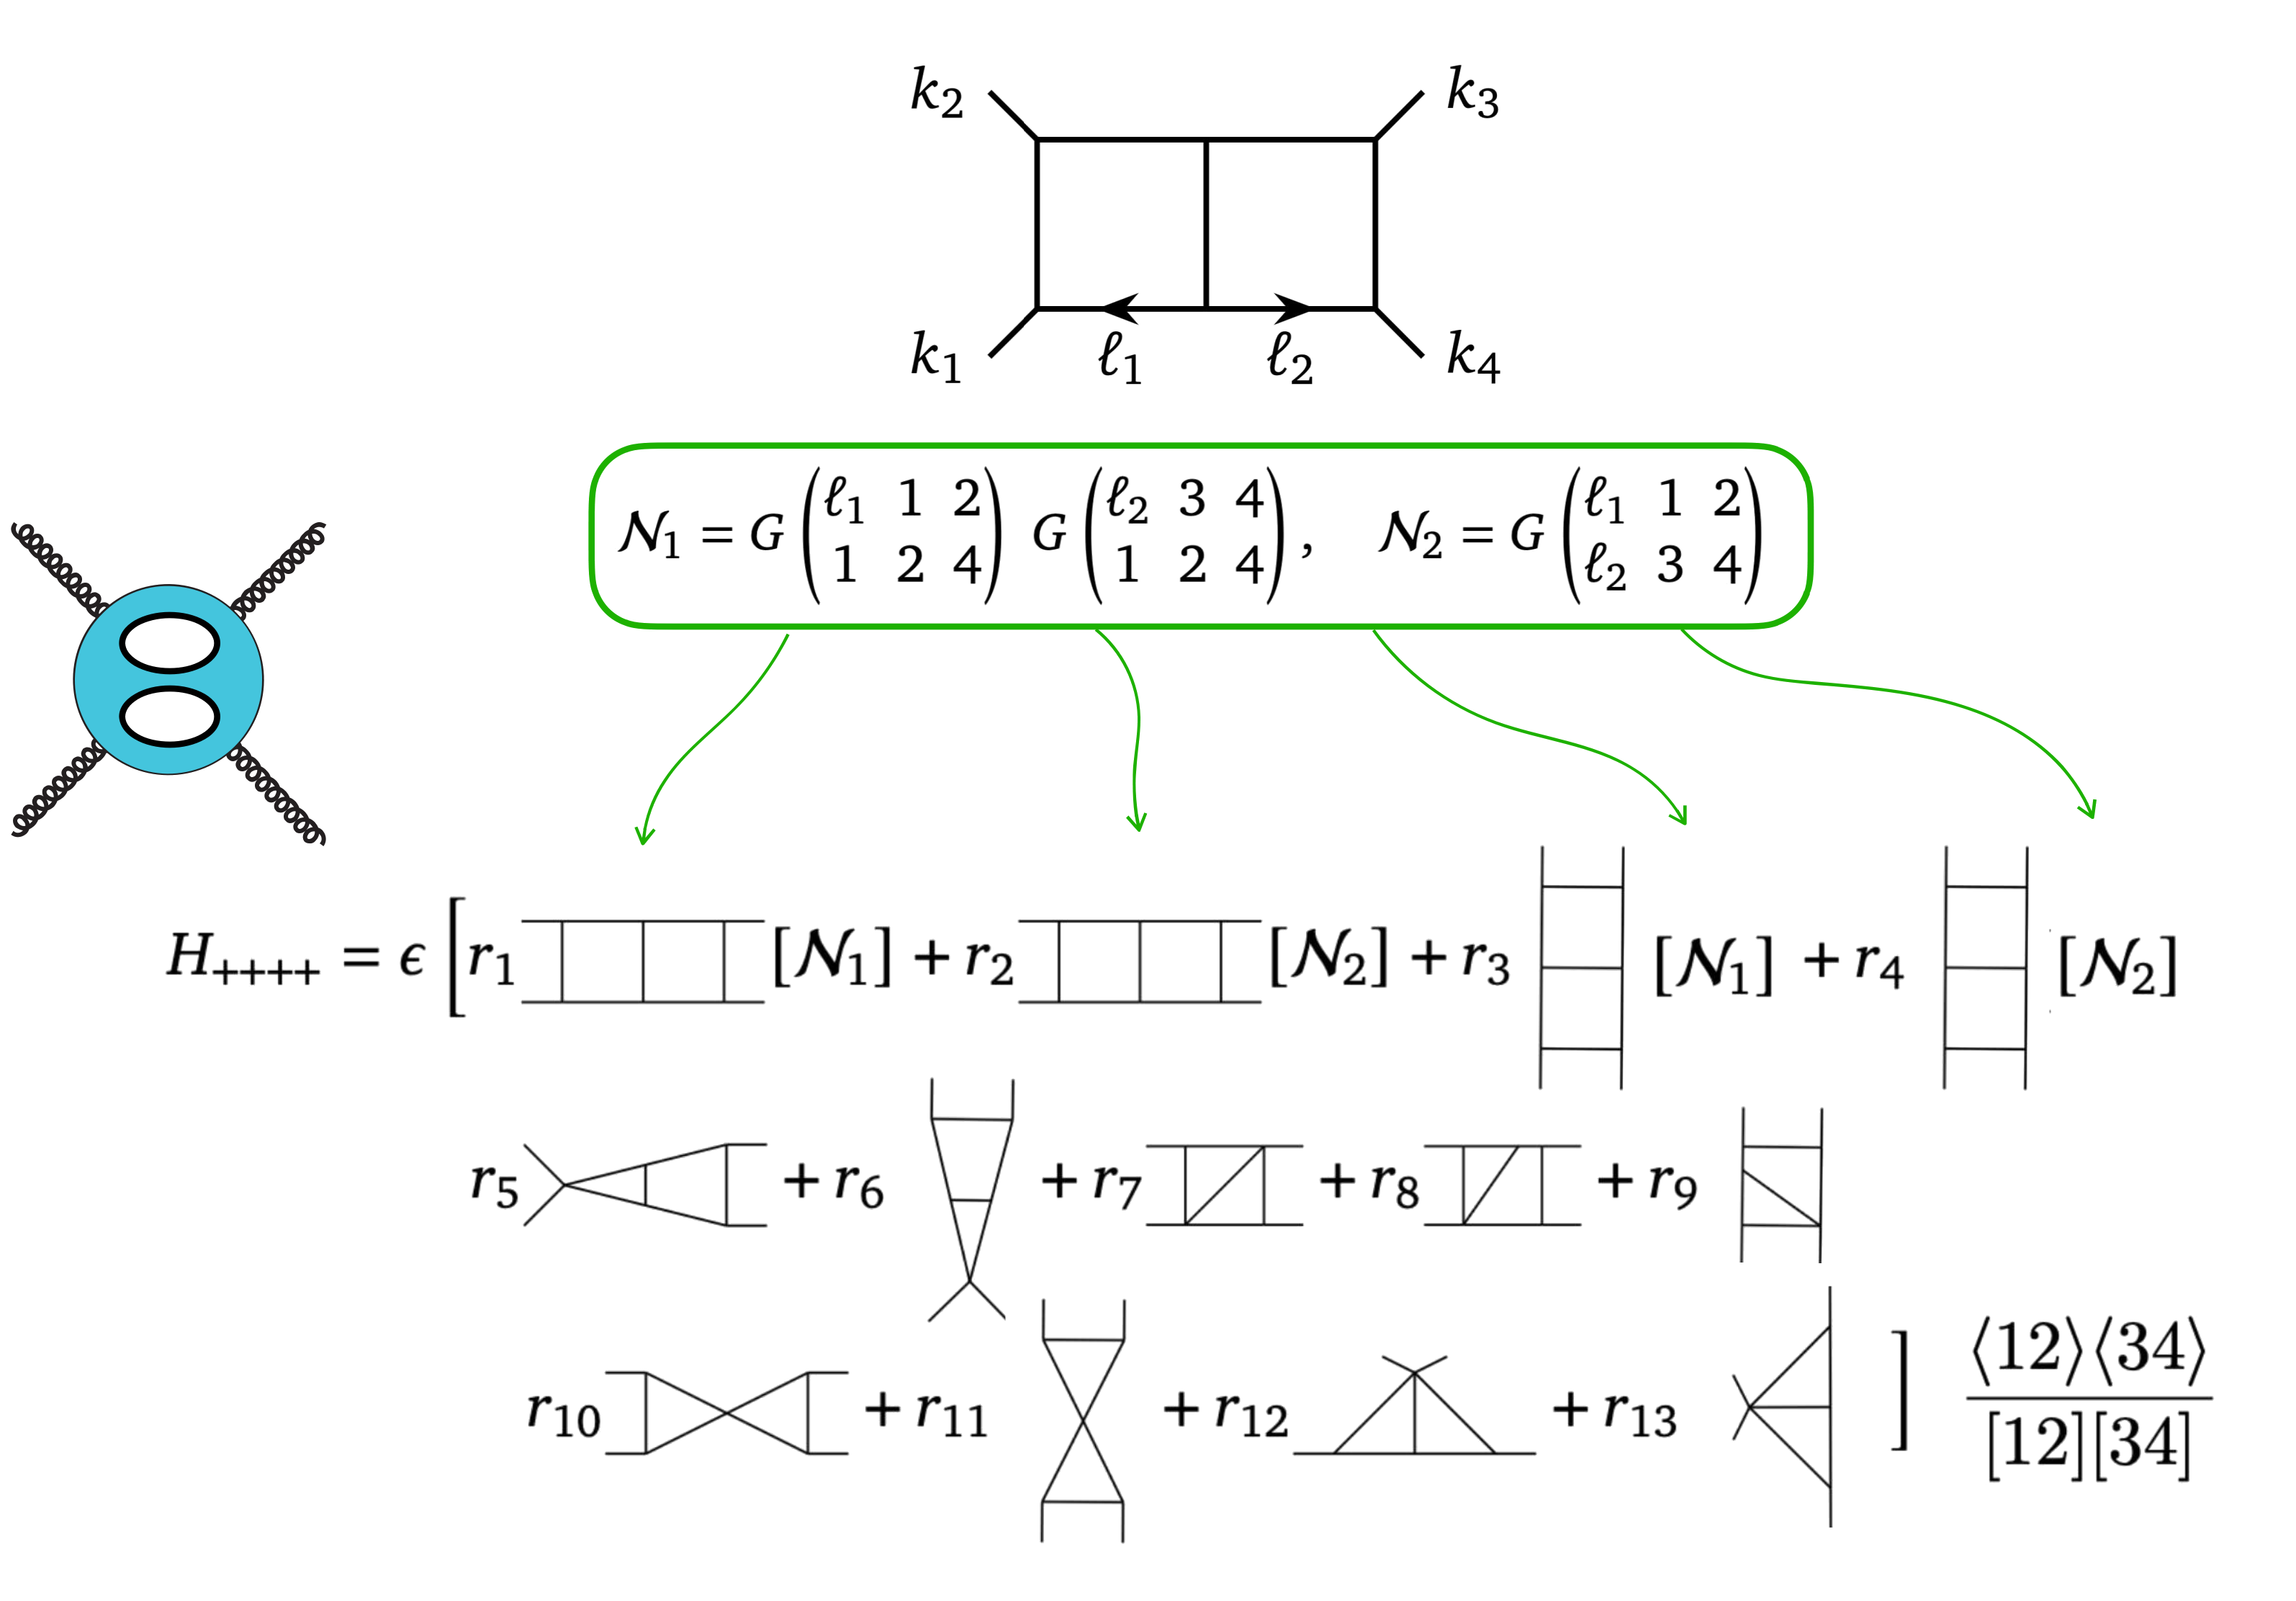 k₂ k₃
k₁ ℓ₁ ℓ₂ k₄
𝒩₁ = G (ℓ₁ 1 2 / 1 2 4) G (ℓ₂ 3 4 / 1 2 4), 𝒩₂ = G (ℓ₁ 1 2 / ℓ₂ 3 4)
H₊₊₊₊ = ϵ [ r₁ [𝒩₁] + r₂ [𝒩₂] + r₃ [𝒩₁] + r₄ [𝒩₂]
r₅ + r₆ + r₇ + r₈ + r₉
r₁₀ + r₁₁ + r₁₂ + r₁₃ ] ⟨12⟩⟨34⟩ / [12][34]